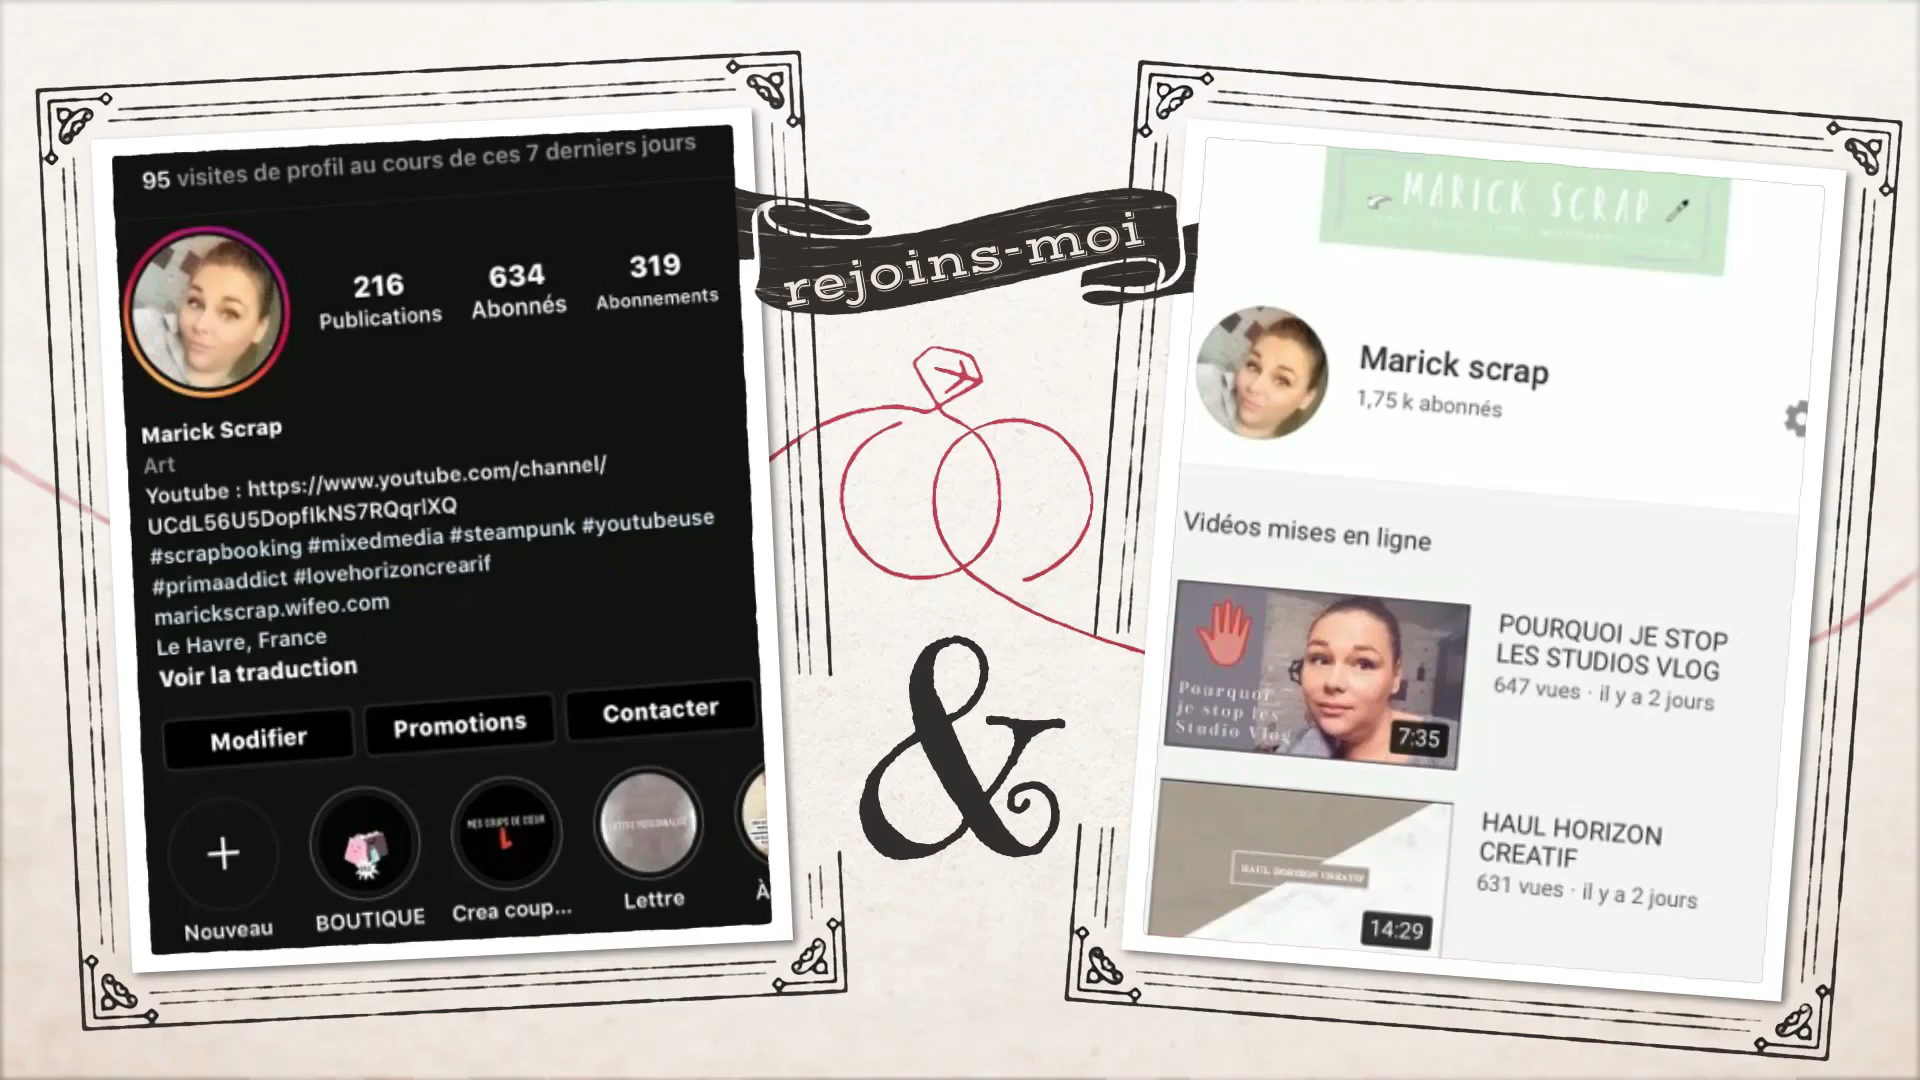 95 visites de profil au cours de ces 7 derniers jours
216
Publications
634
Abonnés
319
Abonnements
Marick Scrap
Art
Youtube : https://www.youtube.com/channel/
UCdL56U5DopfIkNS7RQqrIXQ
#scrapbooking #mixedmedia #steampunk #youtubeuse
#primaaddict #lovehorizoncrearif
marickscrap.wifeo.com
Le Havre, France
Voir la traduction
Modifier
Promotions
Contacter
MES COUPS DE CŒUR
Nouveau
BOUTIQUE
Crea coup...
Lettre
À
rejoins-moi
&
MARICK SCRAP
Marick scrap
1,75 k abonnés
Vidéos mises en ligne
Pourquoi
je stop les
Studio Vlog
7:35
POURQUOI JE STOP
LES STUDIOS VLOG
647 vues · il y a 2 jours
HAUL HORIZON CREATIF
14:29
HAUL HORIZON
CREATIF
631 vues · il y a 2 jours